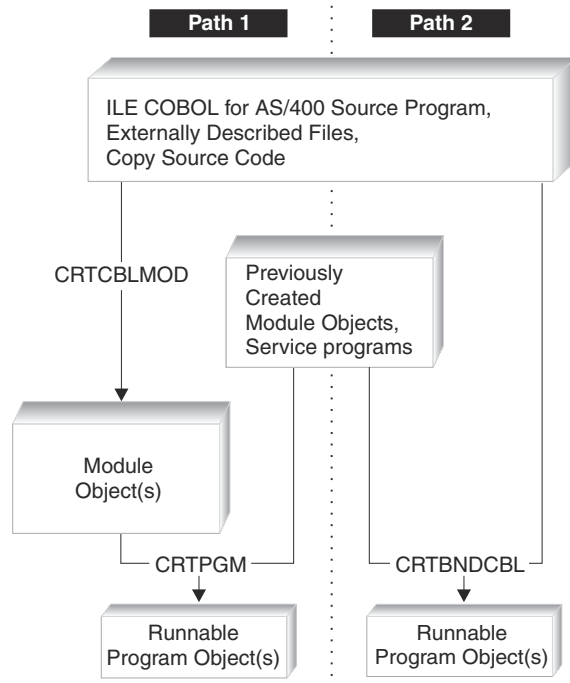 Path 1
Path 2
ILE COBOL for AS/400 Source Program,
Externally Described Files,
Copy Source Code
CRTCBLMOD
Previously
Created
Module Objects,
Service programs
Module
Object(s)
CRTPGM
CRTBNDCBL
Runnable
Program Object(s)
Runnable
Program Object(s)